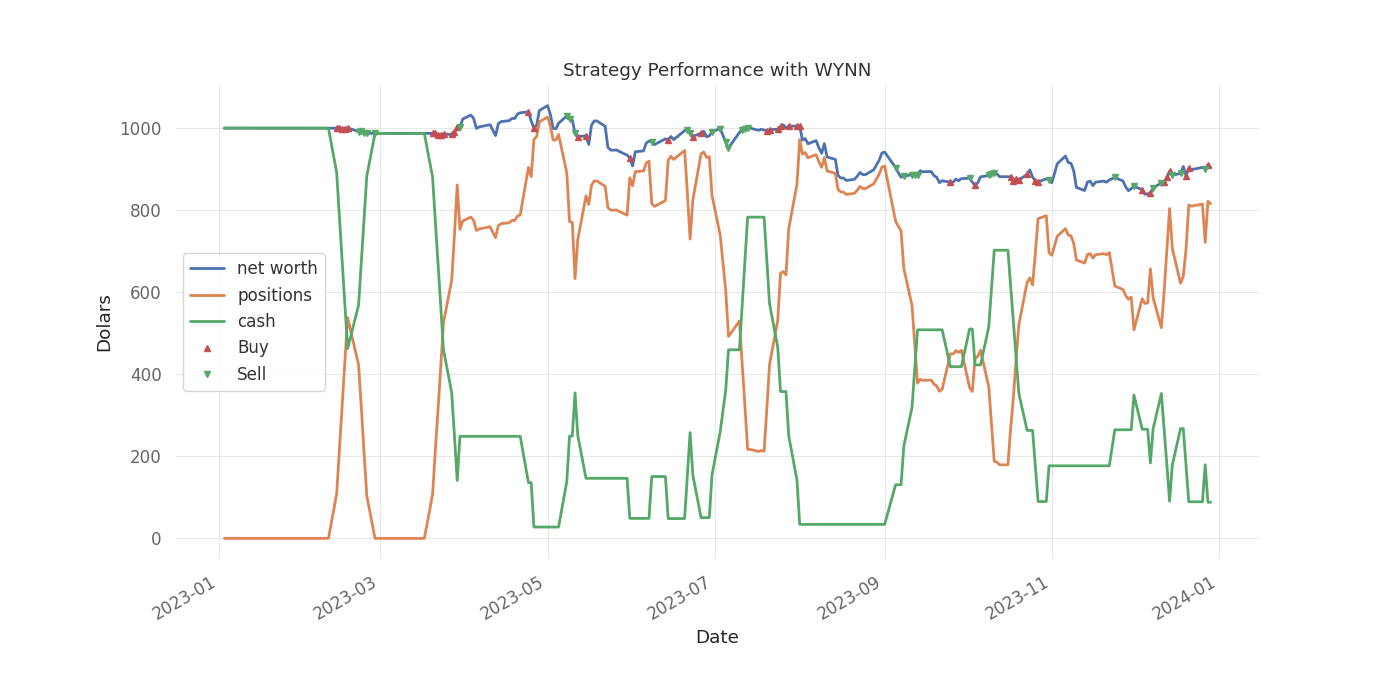 Strategy Performance with WYNN
Dolars
1000
800
600
400
200
0
net worth
positions
cash
Buy
Sell
2023-01
2023-03
2023-05
2023-07
2023-09
2023-11
2024-01
Date